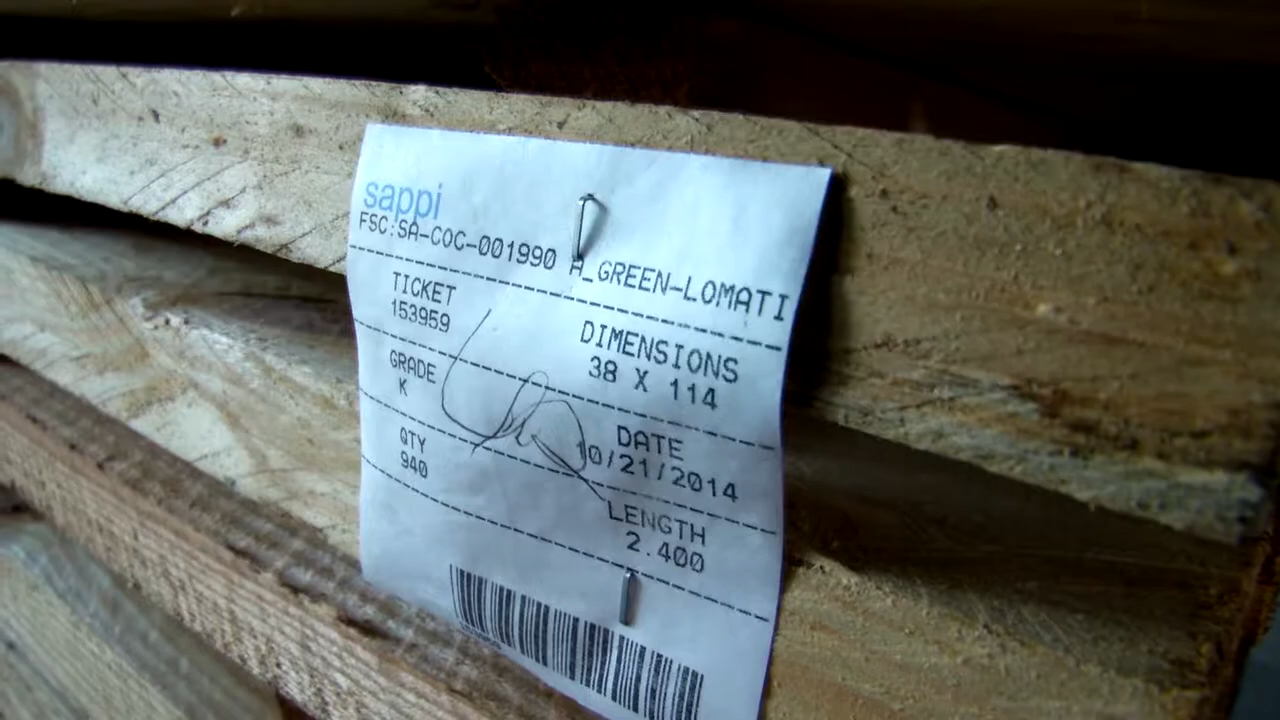 sappi
FSC:SA-COC-001990 A_GREEN-LOMATI
TICKET
153959
DIMENSIONS
38 X 114
GRADE
K
DATE
10/21/2014
QTY
940
LENGTH
2.400